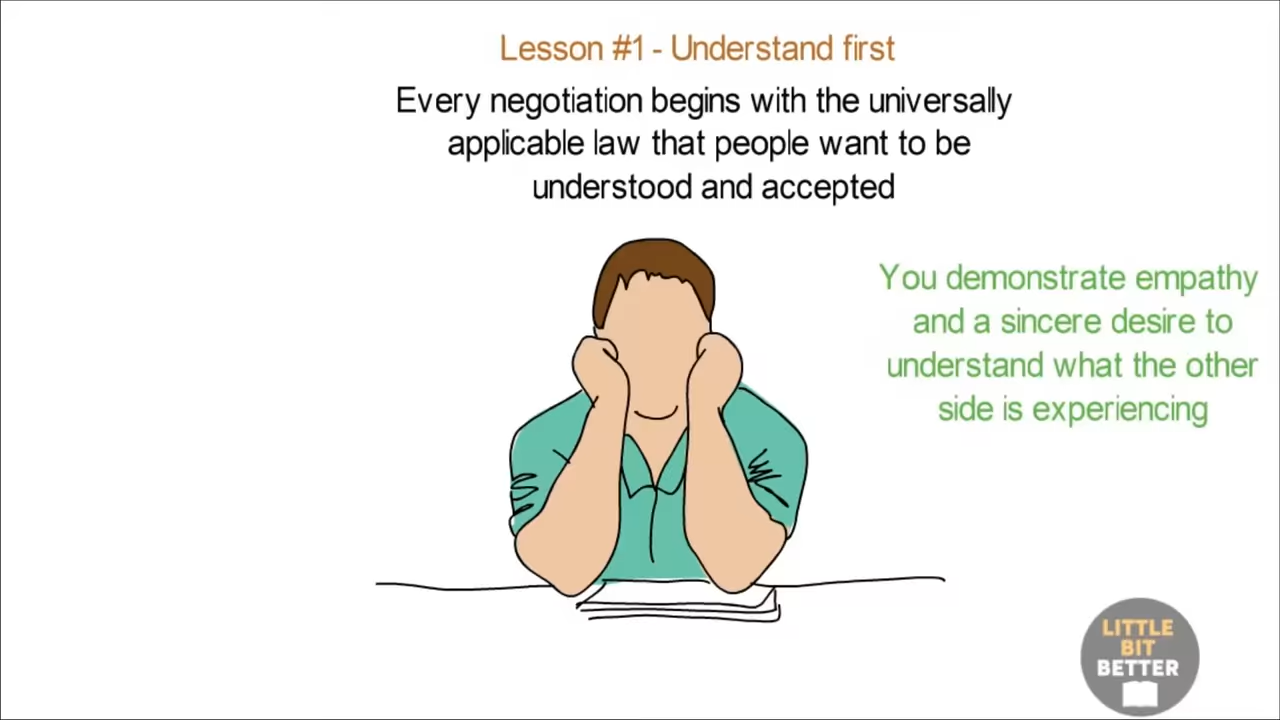 Lesson #1 - Understand first
Every negotiation begins with the universally
applicable law that people want to be
understood and accepted
You demonstrate empathy
and a sincere desire to
understand what the other
side is experiencing
LITTLE
BIT
BETTER